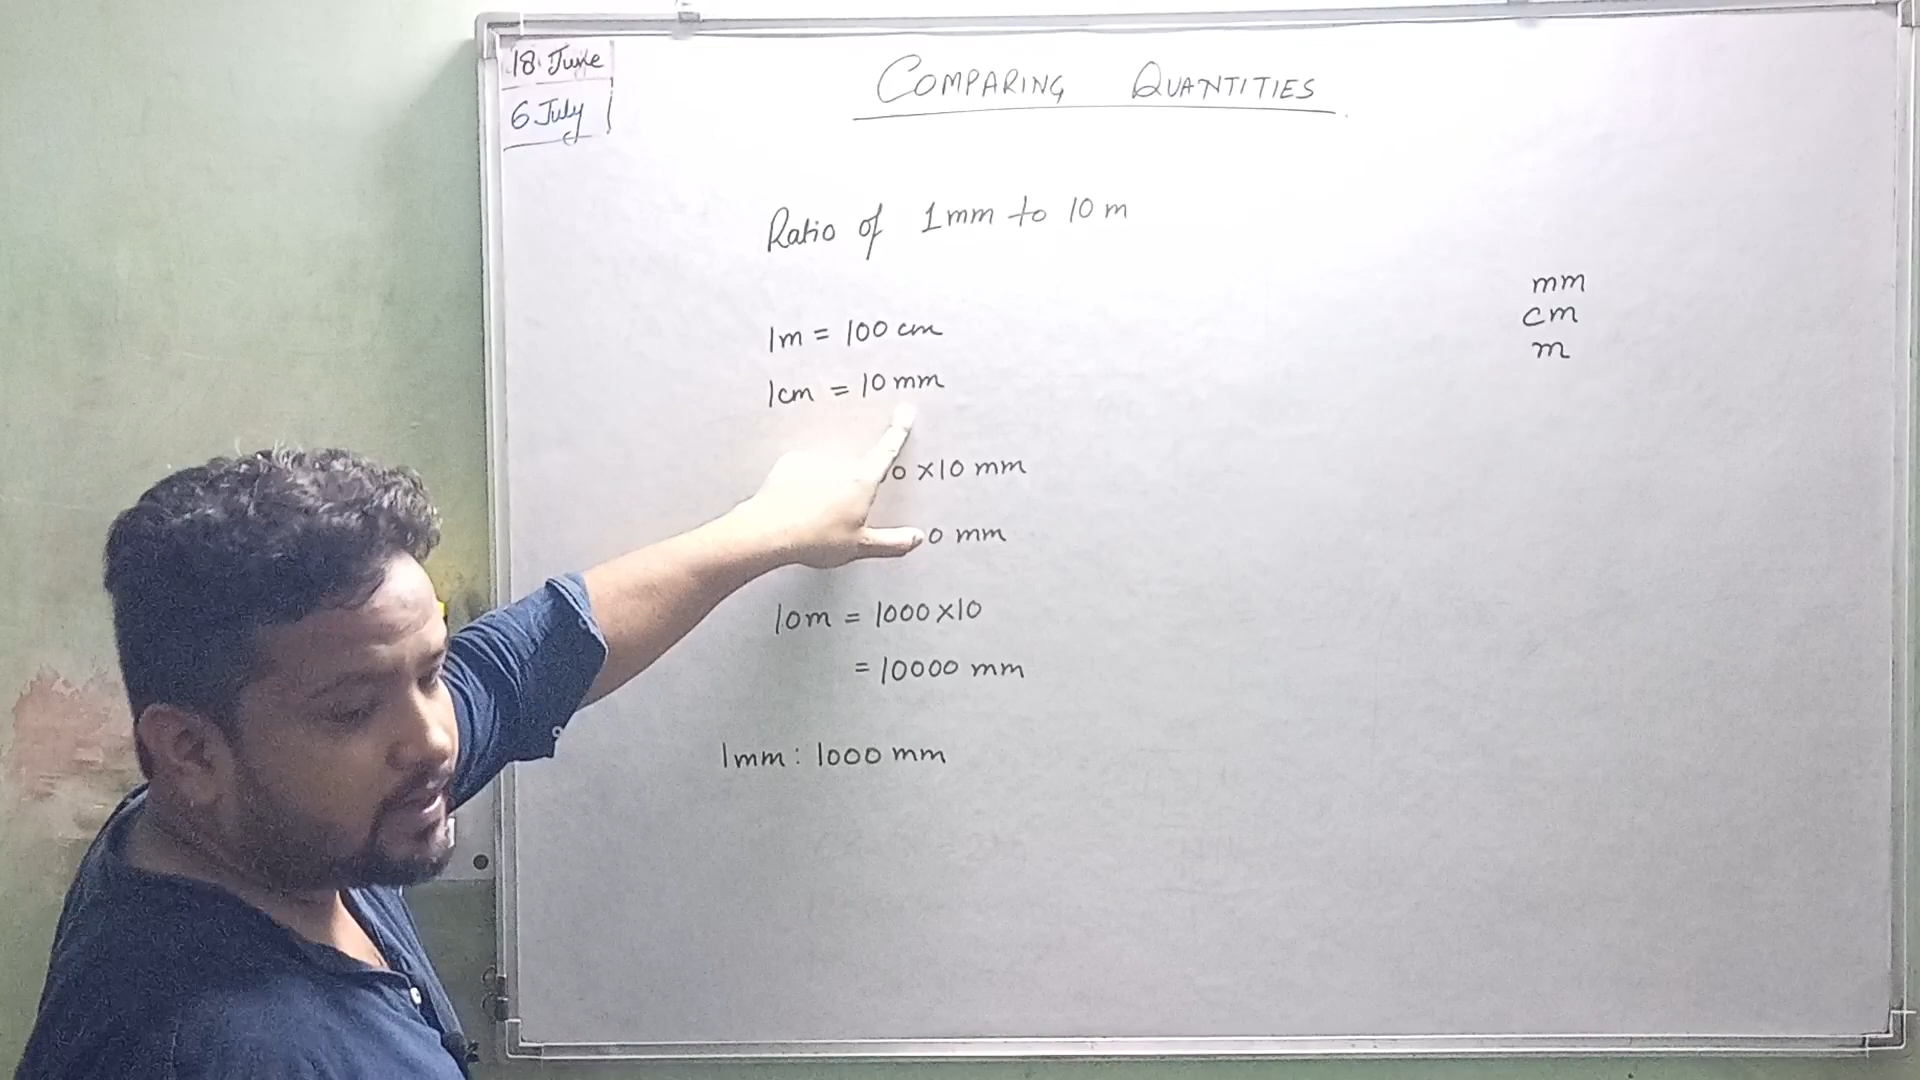 18 June
6 July
COMPARING QUANTITIES
Ratio of 1mm to 10 m
mm
cm
m
1m = 100 cm
1cm = 10 mm
0 ×10 mm
0 mm
10m = 1000 ×10
= 10000 mm
1mm : 1000 mm